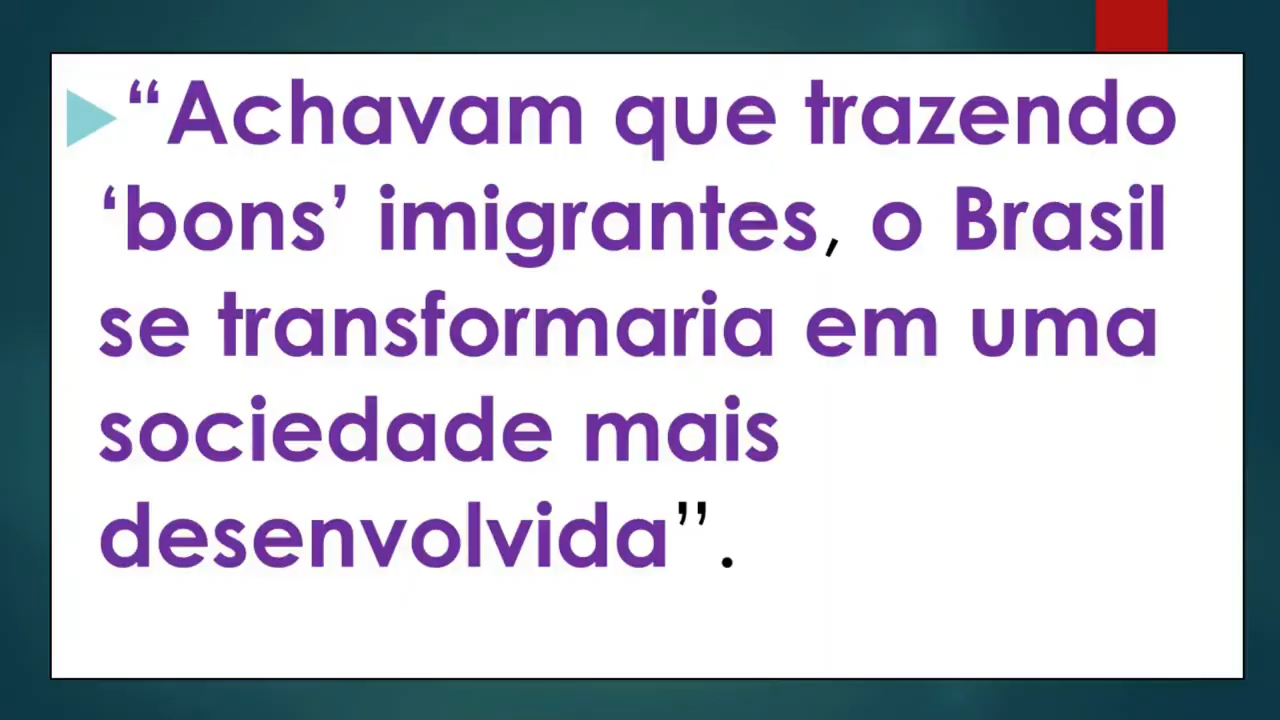 “Achavam que trazendo
‘bons’ imigrantes, o Brasil
se transformaria em uma
sociedade mais
desenvolvida”.